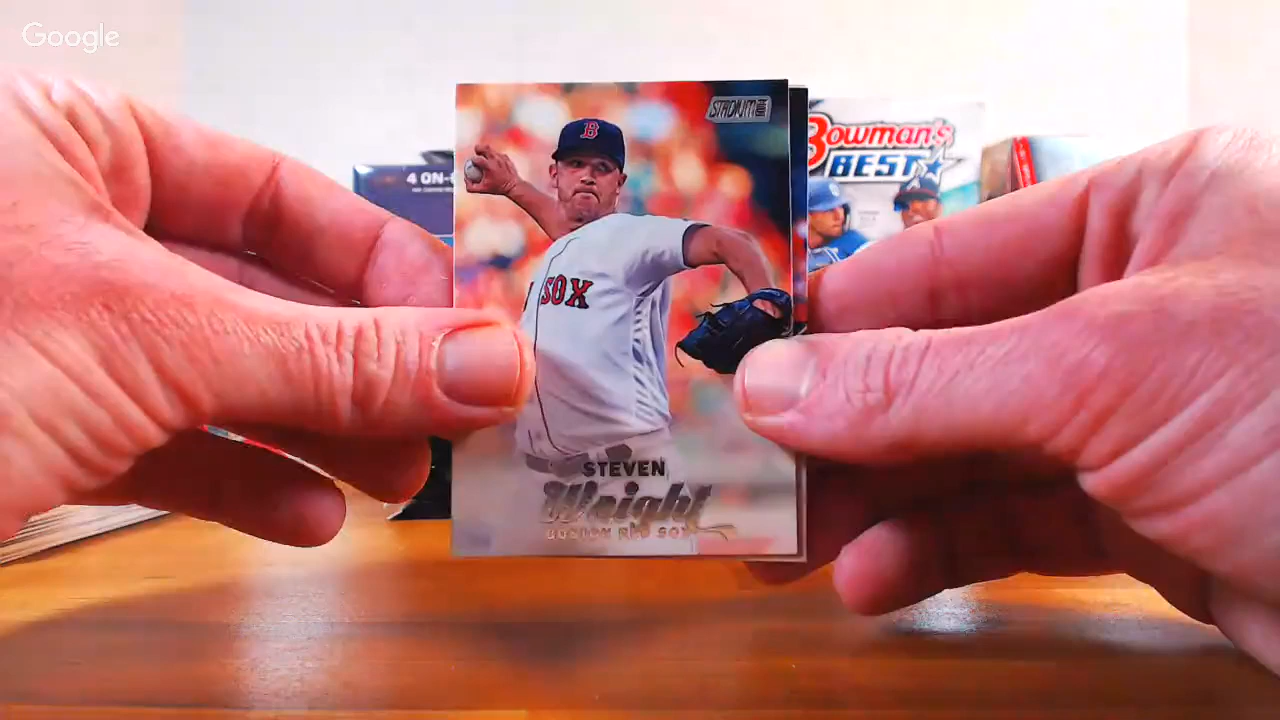 Google
STADIUM
Bowman's
BEST
4 ON-
B
SOX
STEVEN
Wright
BOSTON RED SOX